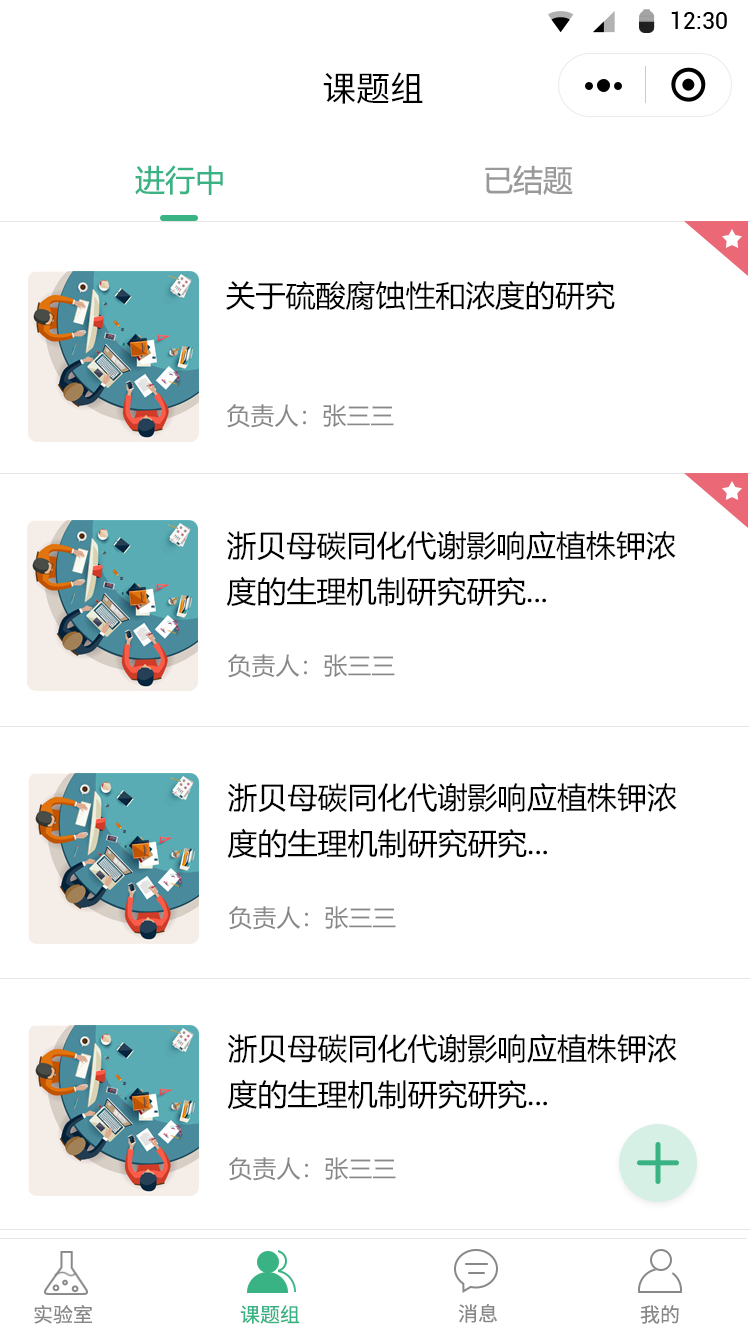 12:30
课题组
进行中
已结题
关于硫酸腐蚀性和浓度的研究
负责人：张三三
浙贝母碳同化代谢影响应植株钾浓
度的生理机制研究研究...
负责人：张三三
浙贝母碳同化代谢影响应植株钾浓
度的生理机制研究研究...
负责人：张三三
浙贝母碳同化代谢影响应植株钾浓
度的生理机制研究研究...
负责人：张三三
实验室
课题组
消息
我的